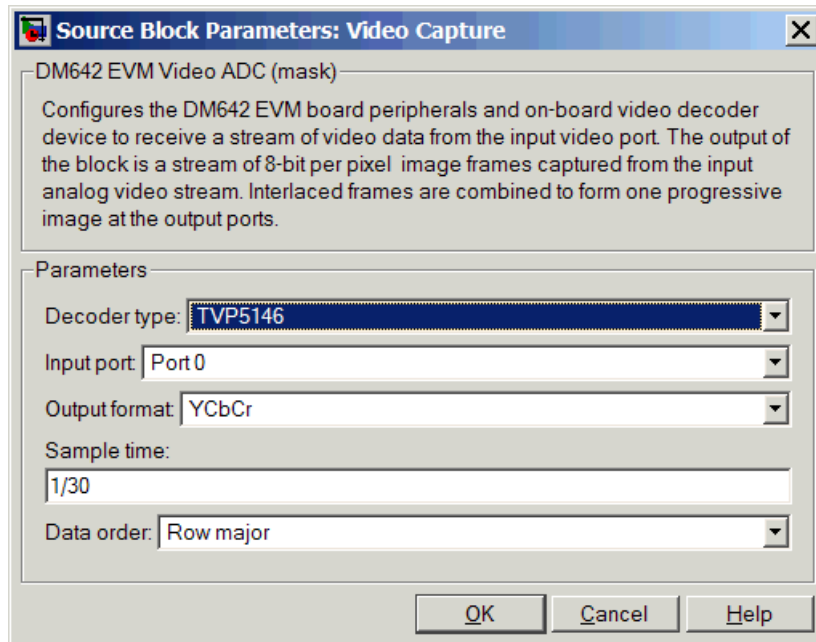 Source Block Parameters: Video Capture
DM642 EVM Video ADC (mask)
Configures the DM642 EVM board peripherals and on-board video decoder
device to receive a stream of video data from the input video port. The output of
the block is a stream of 8-bit per pixel  image frames captured from the input
analog video stream. Interlaced frames are combined to form one progressive
image at the output ports.
Parameters
Decoder type: TVP5146
Input port: Port 0
Output format: YCbCr
Sample time:
1/30
Data order: Row major
OK Cancel Help